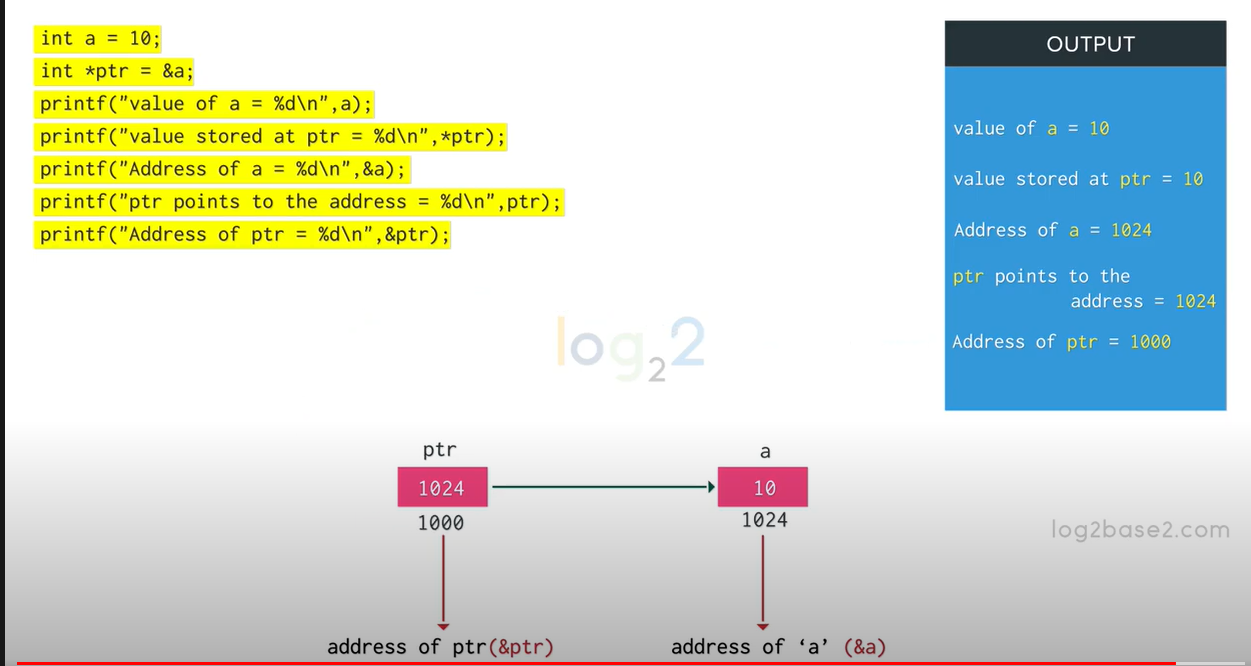 int a = 10;
int *ptr = &a;
printf("value of a = %d\n",a);
printf("value stored at ptr = %d\n",*ptr);
printf("Address of a = %d\n",&a);
printf("ptr points to the address = %d\n",ptr);
printf("Address of ptr = %d\n",&ptr);
OUTPUT
value of a = 10
value stored at ptr = 10
Address of a = 1024
ptr points to the
address = 1024
Address of ptr = 1000
log22
ptr
1024
1000
a
10
1024
log2base2.com
address of ptr(&ptr)
address of ‘a’ (&a)